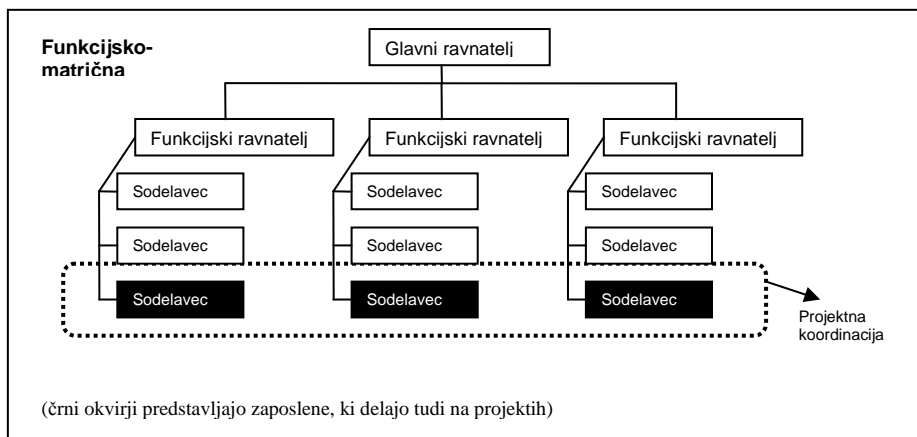 Funkcijsko-
matrična
Glavni ravnatelj
Funkcijski ravnatelj
Funkcijski ravnatelj
Funkcijski ravnatelj
Sodelavec
Sodelavec
Sodelavec
Sodelavec
Sodelavec
Sodelavec
Sodelavec
Sodelavec
Sodelavec
Projektna
koordinacija
(črni okvirji predstavljajo zaposlene, ki delajo tudi na projektih)